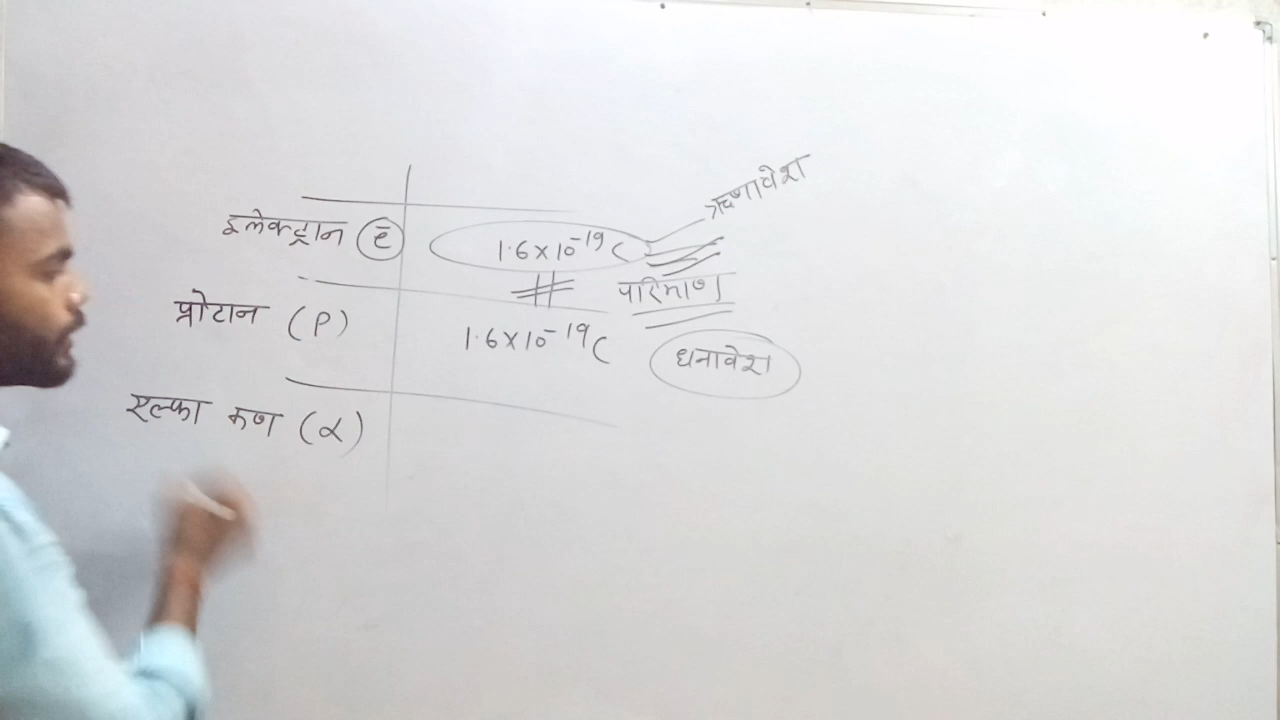 ऋणावेश
इलेक्ट्रान e̅ 1.6×10⁻¹⁹C
परिमाण
प्रोटान (P) 1.6×10⁻¹⁹C धनावेश
एल्फा कण (α)